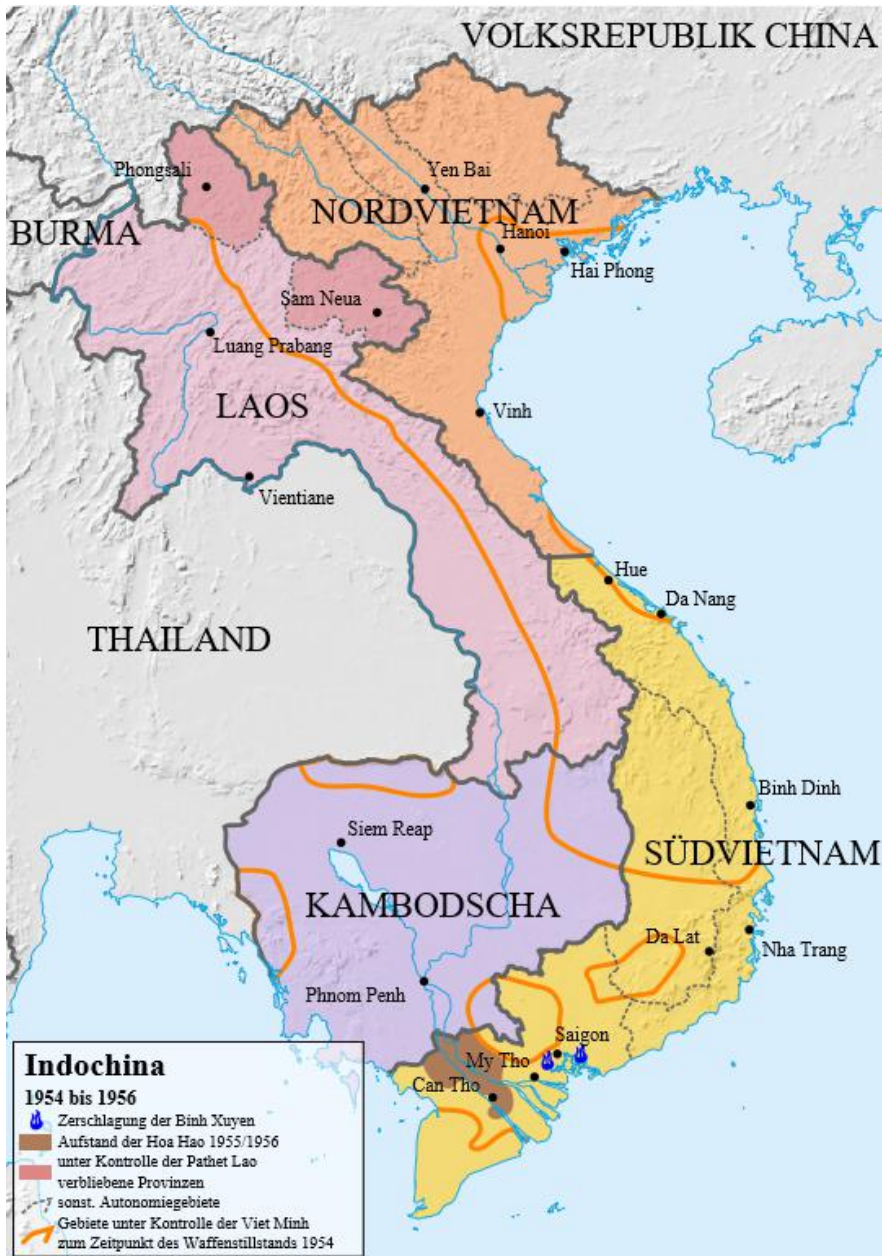 VOLKSREPUBLIK CHINA
Phongsali
Yen Bai
NORDVIETNAM
BURMA
Hanoi
Hai Phong
Sam Neua
Luang Prabang
LAOS
Vinh
Vientiane
Hue
Da Nang
THAILAND
Binh Dinh
Siem Reap
SÜDVIETNAM
KAMBODSCHA
Da Lat
Nha Trang
Phnom Penh
Saigon
My Tho
Can Tho
Indochina
1954 bis 1956
Zerschlagung der Binh Xuyen
Aufstand der Hoa Hao 1955/1956
unter Kontrolle der Pathet Lao
verbliebene Provinzen
sonst. Autonomiegebiete
Gebiete unter Kontrolle der Viet Minh
zum Zeitpunkt des Waffenstillstands 1954